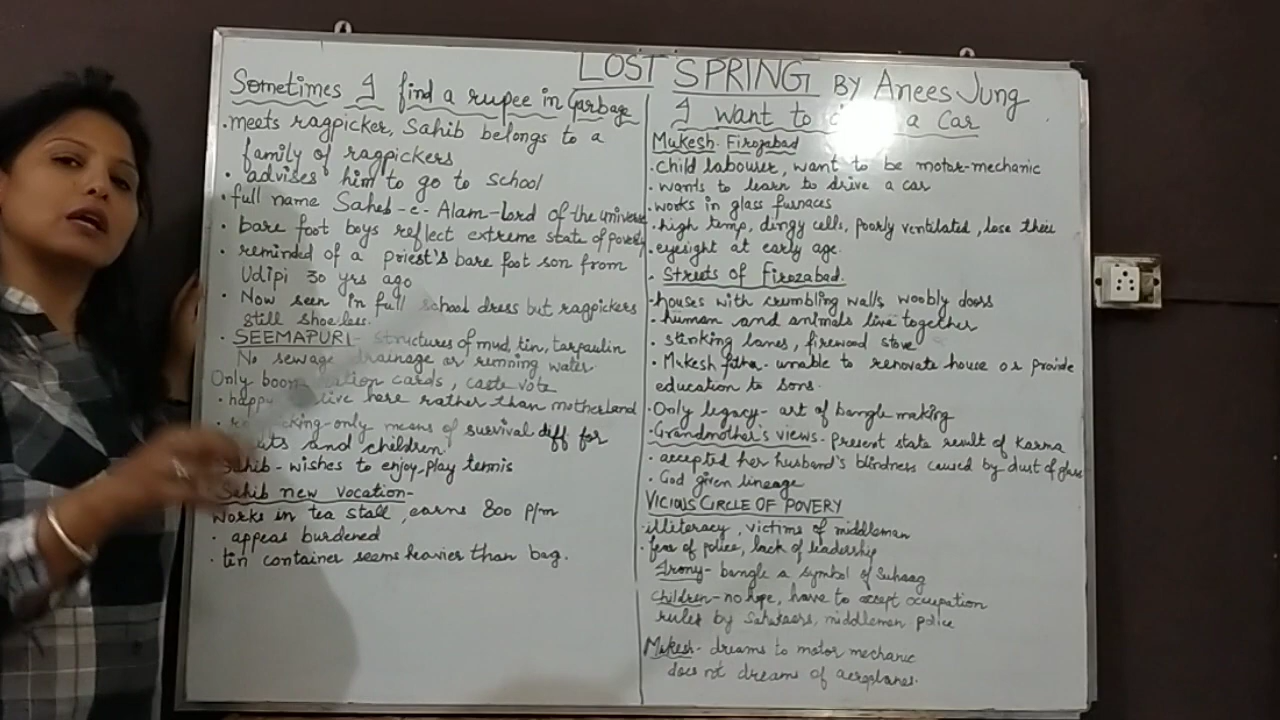 LOST SPRING BY Anees Jung
Sometimes I find a rupee in Garbage
. meets ragpicker, Sahib belongs to a
family of ragpickers
. advises him to go to school
. full name Saheb-e-Alam-lord of the universe
. bare foot boys reflect extreme state of poverty
. reminded of a priest's bare foot son from
Udipi 30 yrs ago
. Now seen in full school dress but ragpickers
still shoeless.
. SEEMAPURI- structures of mud, tin, tarpaulin
No sewage drainage or running water
Only cards, caste vote
. happy live here rather than motherland
. only means of survival diff for
and children.
Sahib - wishes to enjoy, play tennis
Sahib new vocation-
Works in tea stall, earns 800 P/m
. appeas burdened
. tin container seems heavier than bag.
I Want to a Car
Mukesh. Firozabad
. child labourer, want to be motor-mechanic
. wants to learn to drive a car
. works in glass furnaces
. high temp, dingy cells, poorly ventilated, lose their
. eyesight at early age.
. Streets of Firozabad.
. houses with crumbling walls woobly doors
. human and animals live together
. stinking lanes, firewood stove
. Mukesh unable to renovate house or provide
education to sons.
. Only legacy- art of bangle making
. Grandmother's views- Present state result of Karma
. accepted her husband's blindness caused by dust of glass
. God given lineage
VICIOUS CIRCLE OF POVERY
. illiteracy, victims of middleman
. fear of police, lack of leadership
Irony- bangle a symbol of Suhaag
Children- no hope, have to accept occupation
rules by middlemen police
Mukesh- dreams to motor mechanic
does not dreams of aeroplanes.